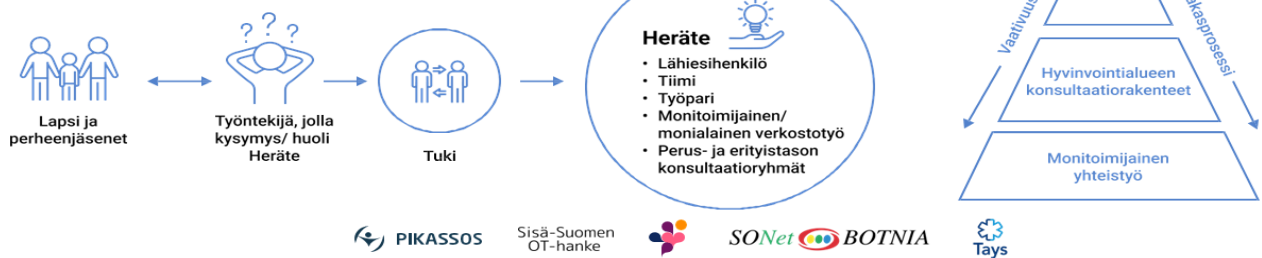 Lapsi ja
perheenjäsenet
? ? ?
Työntekijä, jolla
kysymys/ huoli
Heräte
Tuki
Heräte
• Lähiesihenkilö
• Tiimi
• Työpari
• Monitoimijainen/
monialainen verkostotyö
• Perus- ja erityistason
konsultaatioryhmät
Vaativuus
Hyvinvointialueen
konsultaatiorakenteet
Monitoimijainen
yhteistyö
PIKASSOS
Sisä-Suomen
OT-hanke
SONet BOTNIA
Tays